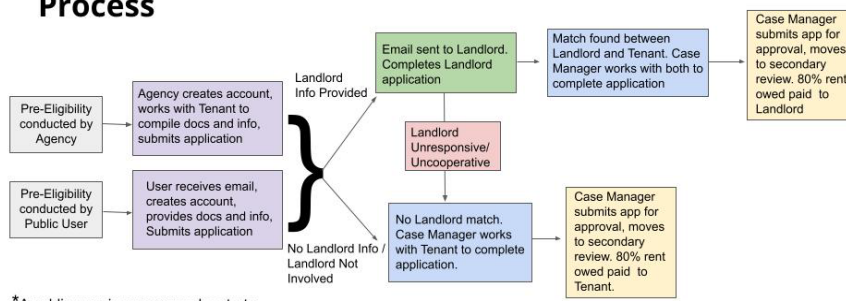 Process
Pre-Eligibility
conducted by
Agency
Agency creates account,
works with Tenant to
compile docs and info,
submits application
Pre-Eligibility
conducted by
Public User
User receives email,
creates account,
provides docs and info,
Submits application
Landlord
Info Provided
No Landlord Info /
Landlord Not
Involved
Email sent to Landlord.
Completes Landlord
application
Landlord
Unresponsive/
Uncooperative
No Landlord match.
Case Manager works
with Tenant to complete
application.
Match found between
Landlord and Tenant. Case
Manager works with both to
complete application
Case Manager
submits app for
approval, moves
to secondary
review. 80% rent
owed paid to
Landlord
Case Manager
submits app for
approval, moves
to secondary
review. 80% rent
owed paid to
Tenant.